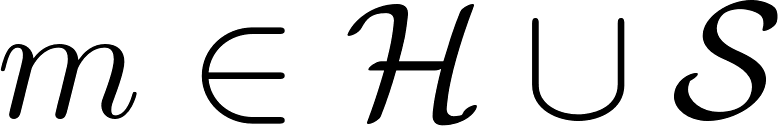 m ∈ ℋ ∪ 𝒮